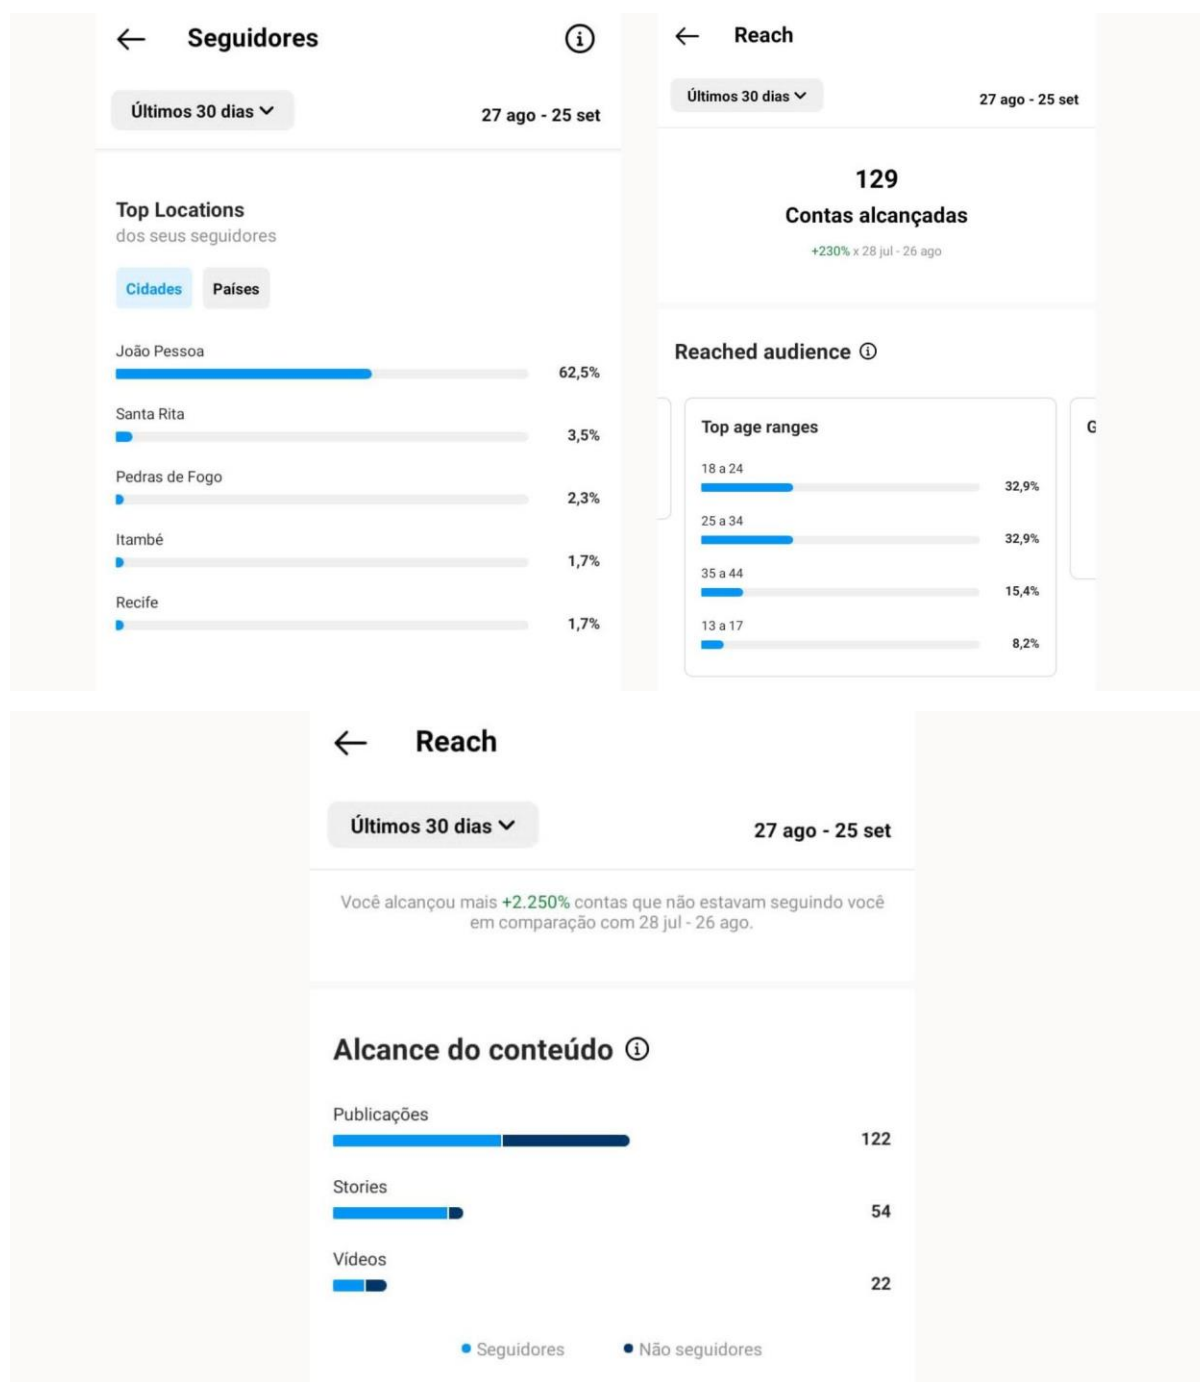 Seguidores
Últimos 30 dias
27 ago - 25 set
Top Locations
dos seus seguidores
Cidades
Países
João Pessoa
62,5%
Santa Rita
3,5%
Pedras de Fogo
2,3%
Itambé
1,7%
Recife
1,7%
Reach
Últimos 30 dias
27 ago - 25 set
129
Contas alcançadas
+230% x 28 jul - 26 ago
Reached audience
Top age ranges
G
18 a 24
32,9%
25 a 34
32,9%
35 a 44
15,4%
13 a 17
8,2%
Reach
Últimos 30 dias
27 ago - 25 set
Você alcançou mais +2.250% contas que não estavam seguindo você
em comparação com 28 jul - 26 ago.
Alcance do conteúdo
Publicações
122
Stories
54
Vídeos
22
Seguidores
Não seguidores